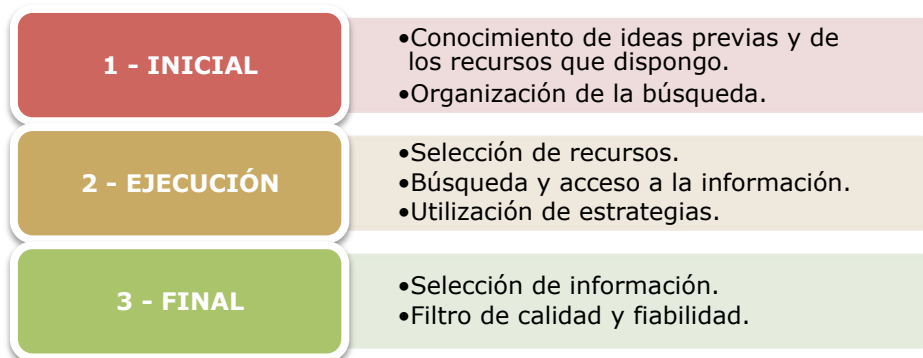 1 - INICIAL
•Conocimiento de ideas previas y de
los recursos que dispongo.
•Organización de la búsqueda.
2 - EJECUCIÓN
•Selección de recursos.
•Búsqueda y acceso a la información.
•Utilización de estrategias.
3 - FINAL
•Selección de información.
•Filtro de calidad y fiabilidad.